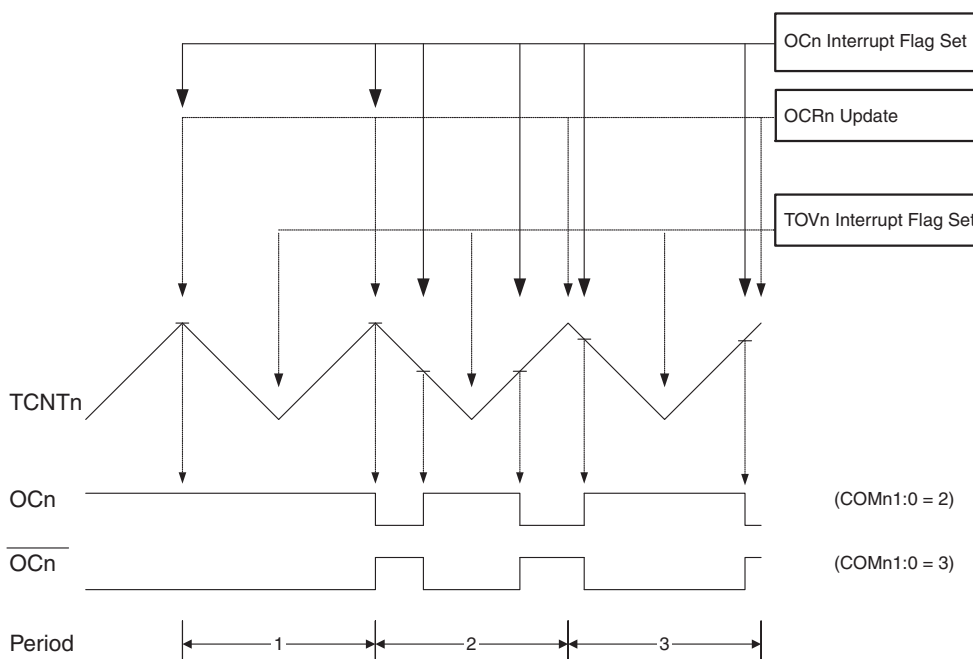 OCn Interrupt Flag Set
OCRn Update
TOVn Interrupt Flag Set
TCNTn
OCn
(COMn1:0 = 2)
OCn
(COMn1:0 = 3)
Period
1
2
3